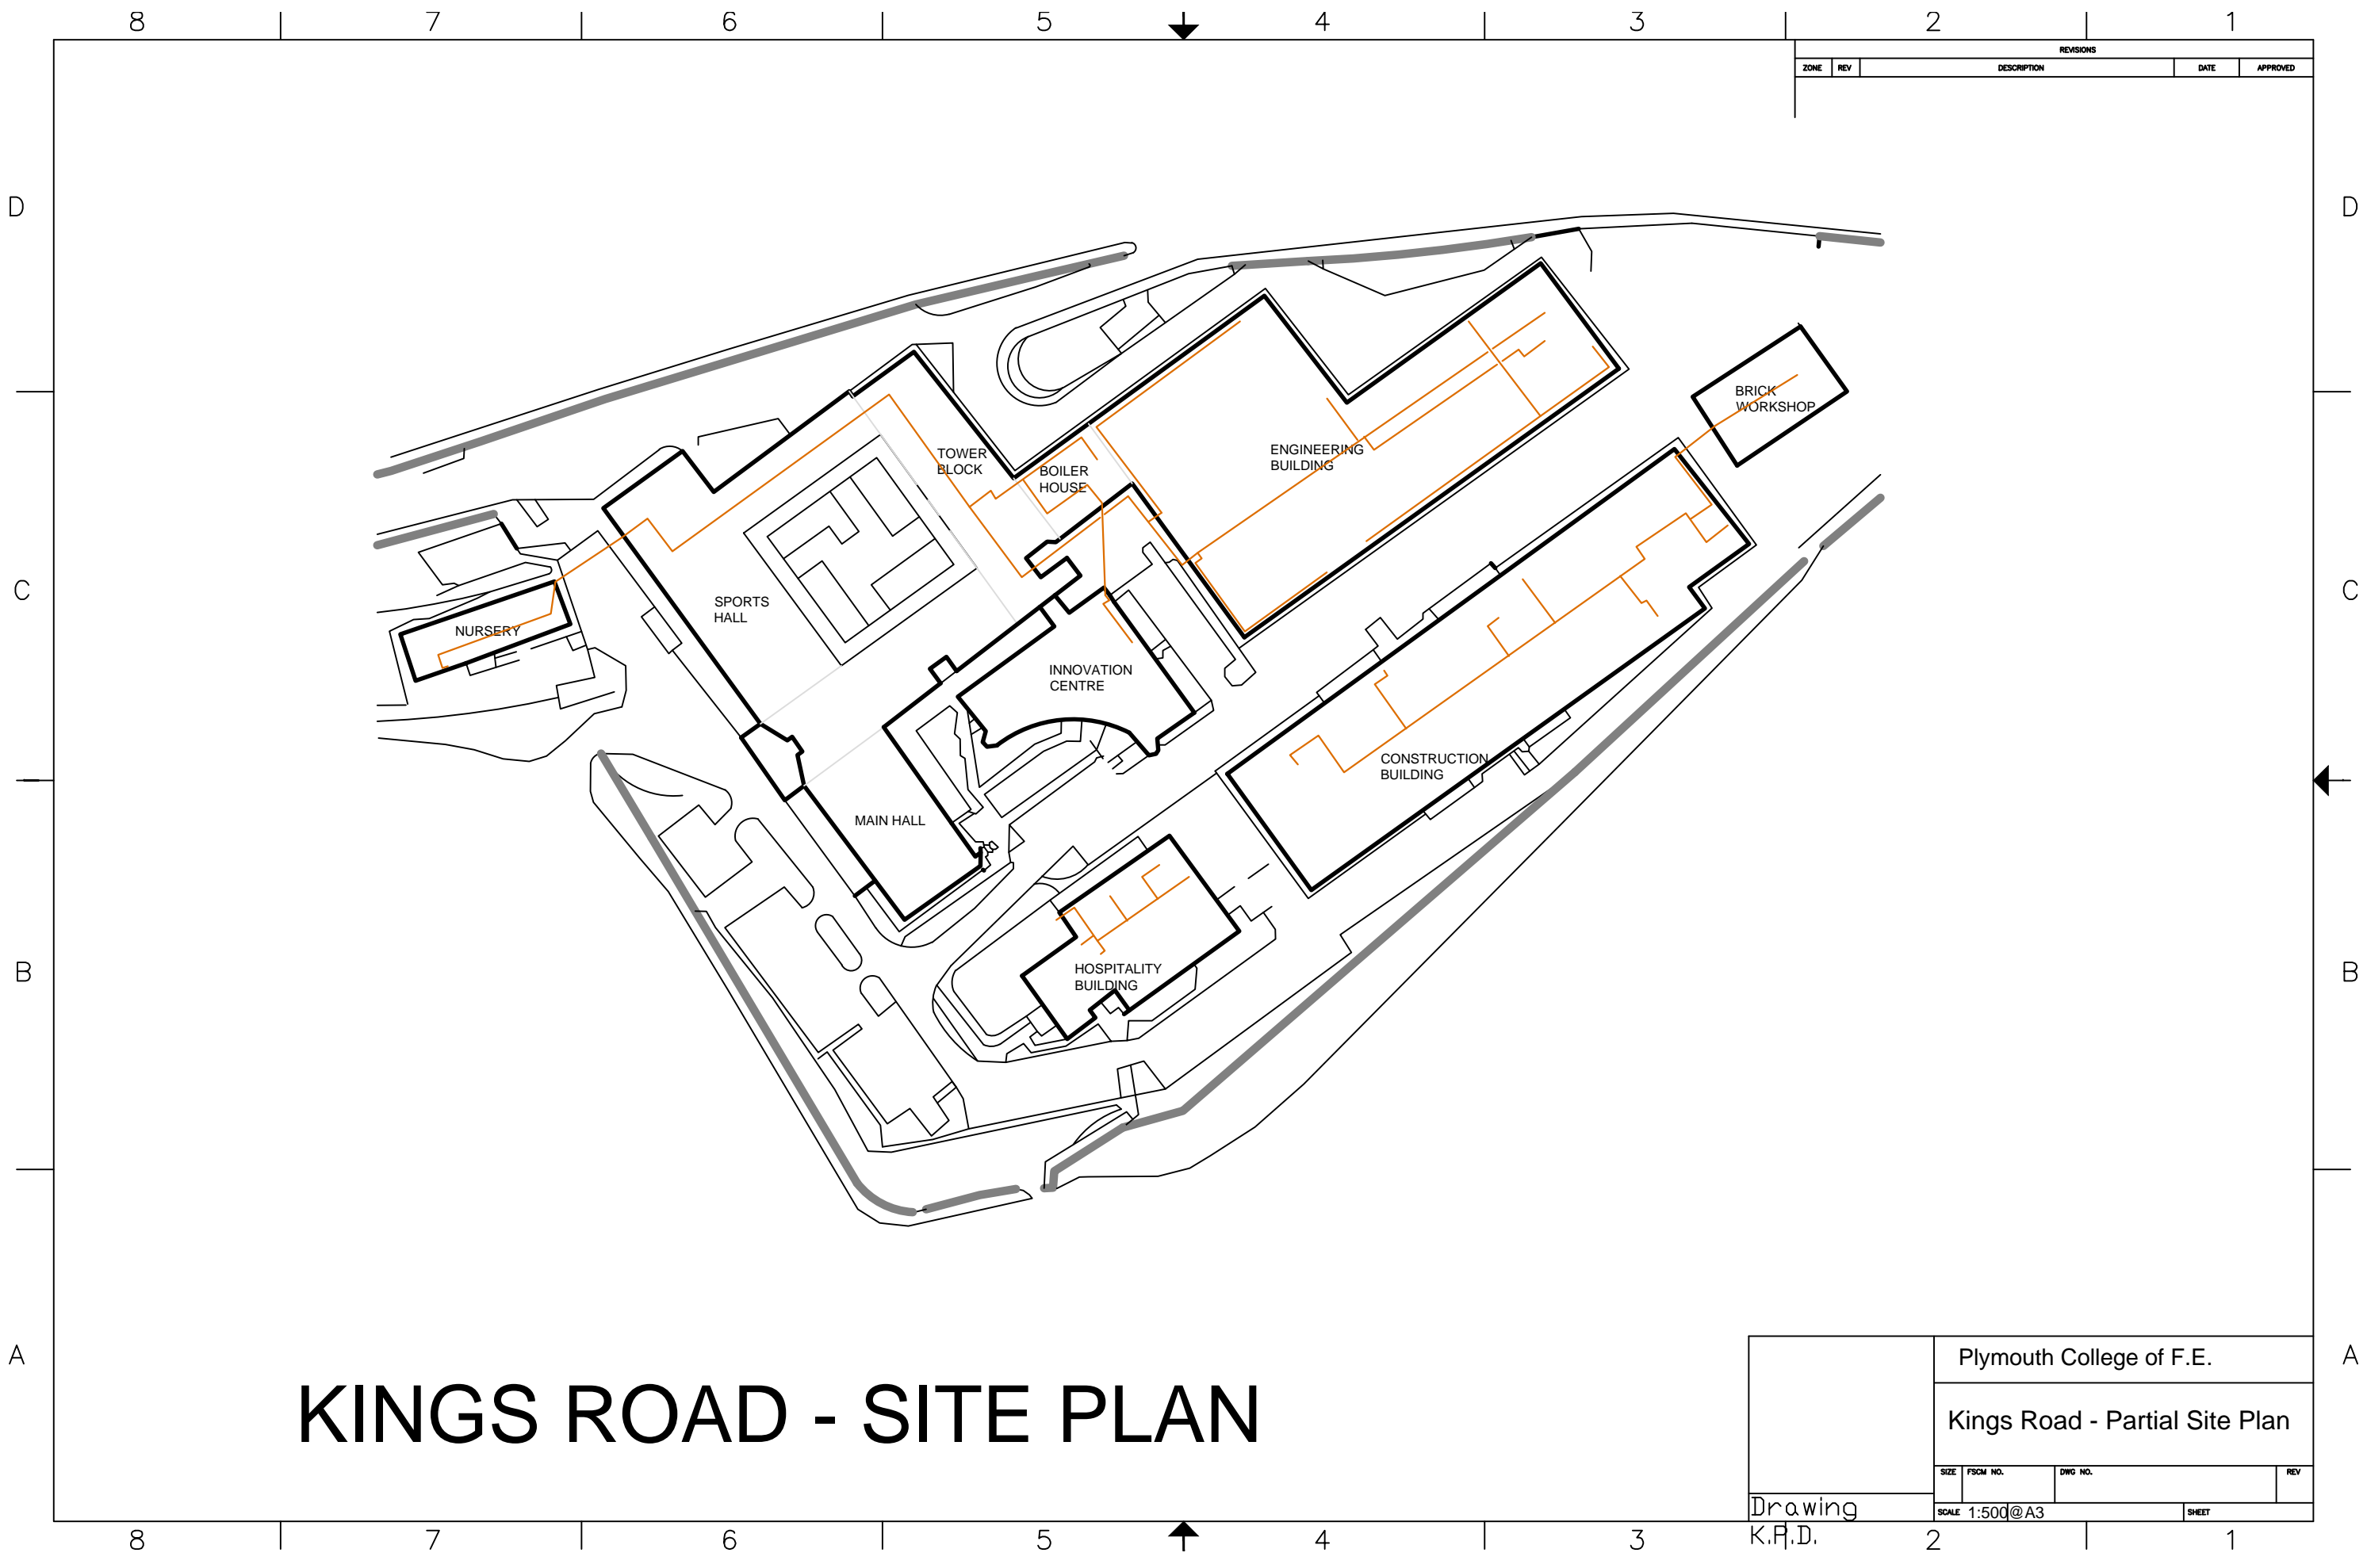 8 7 6 5 4 3 2 1
REVISIONS
ZONE REV DESCRIPTION DATE APPROVED
D D
BRICK
WORKSHOP
TOWER
BLOCK
ENGINEERING
BUILDING
BOILER
HOUSE
C C
SPORTS
HALL
NURSERY
INNOVATION
CENTRE
CONSTRUCTION
BUILDING
MAIN HALL
B B
HOSPITALITY
BUILDING
A A
KINGS ROAD - SITE PLAN
Plymouth College of F.E.
Kings Road - Partial Site Plan
SIZE FSCM NO. DWG NO. REV
Drawing
SCALE 1:500@A3 SHEET
K.P.D.
8 7 6 5 4 3 2 1